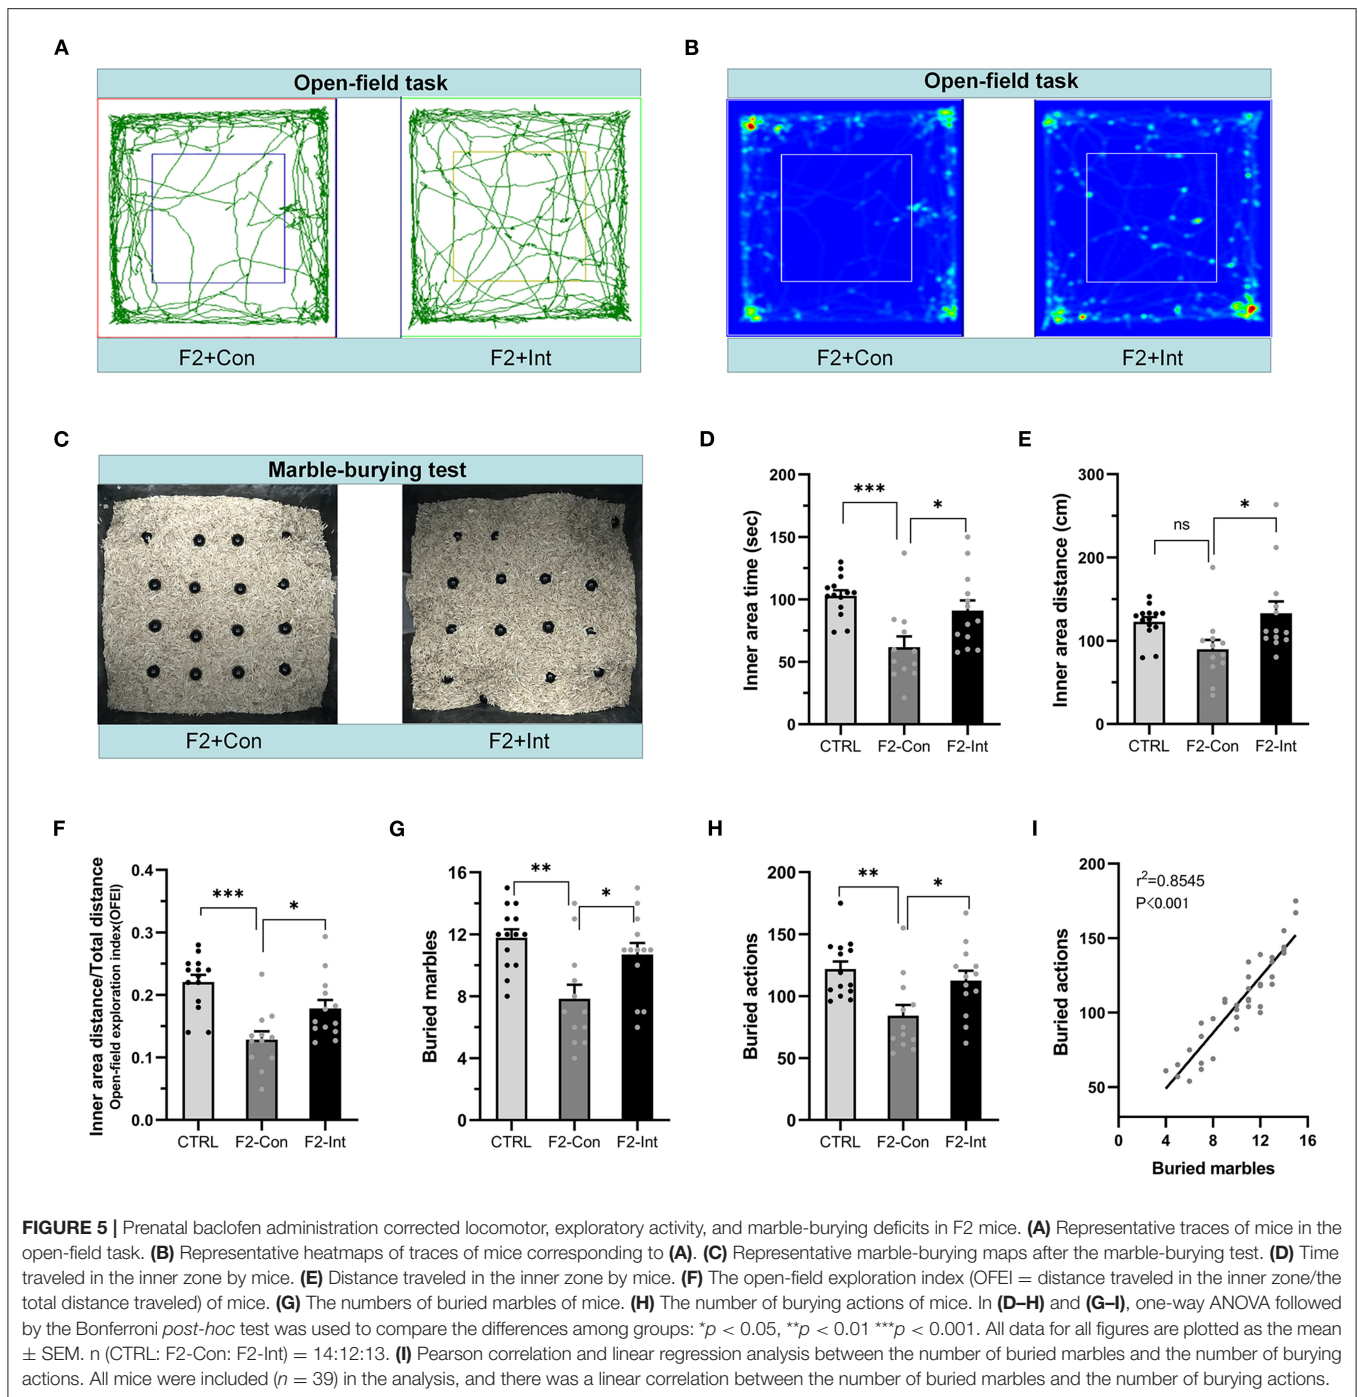 A
Open-field task
F2+Con
F2+Int
B
Open-field task
F2+Con
F2+Int
C
Marble-burying test
F2+Con
F2+Int
D
Inner area time (sec)
200
150
100
50
0
***
*
CTRL
F2-Con
F2-Int
E
Inner area distance (cm)
300
200
100
0
ns
*
CTRL
F2-Con
F2-Int
F
Inner area distance/Total distance
Open-field exploration index(OFEI)
0.4
0.3
0.2
0.1
0.0
***
*
CTRL
F2-Con
F2-Int
G
Buried marbles
16
12
8
4
0
**
*
CTRL
F2-Con
F2-Int
H
Buried actions
200
150
100
50
0
**
*
CTRL
F2-Con
F2-Int
I
Buried actions
200
150
100
50
r²=0.8545
P<0.001
0
4
8
12
16
Buried marbles
FIGURE 5 | Prenatal baclofen administration corrected locomotor, exploratory activity, and marble-burying deficits in F2 mice. (A) Representative traces of mice in the
open-field task. (B) Representative heatmaps of traces of mice corresponding to (A). (C) Representative marble-burying maps after the marble-burying test. (D) Time
traveled in the inner zone by mice. (E) Distance traveled in the inner zone by mice. (F) The open-field exploration index (OFEI = distance traveled in the inner zone/the
total distance traveled) of mice. (G) The numbers of buried marbles of mice. (H) The number of burying actions of mice. In (D–H) and (G–I), one-way ANOVA followed
by the Bonferroni post-hoc test was used to compare the differences among groups: *p < 0.05, **p < 0.01 ***p < 0.001. All data for all figures are plotted as the mean
± SEM. n (CTRL: F2-Con: F2-Int) = 14:12:13. (I) Pearson correlation and linear regression analysis between the number of buried marbles and the number of burying
actions. All mice were included (n = 39) in the analysis, and there was a linear correlation between the number of buried marbles and the number of burying actions.